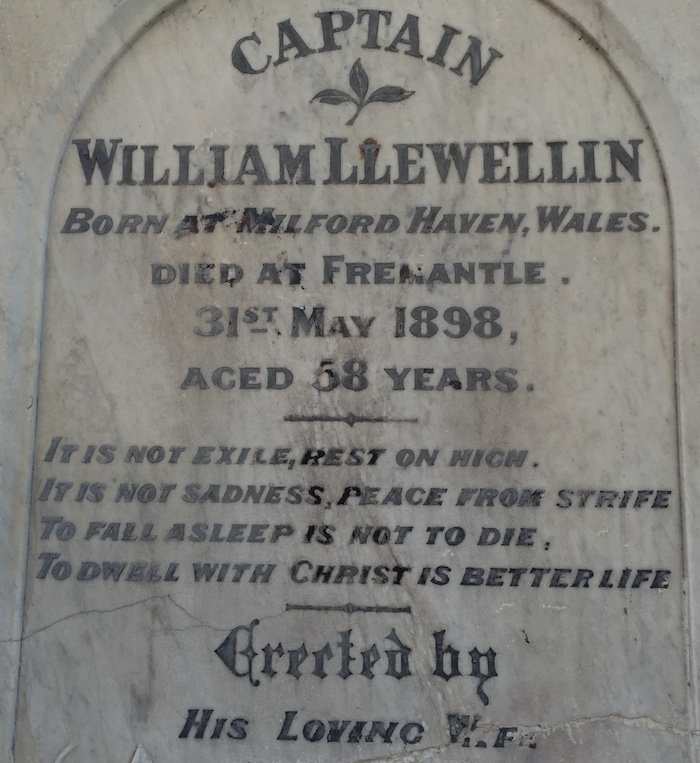 CAPTAIN
WILLIAM LLEWELLIN
BORN AT MILFORD HAVEN, WALES.
DIED AT FREMANTLE.
31ST MAY 1898,
AGED 58 YEARS.
IT IS NOT EXILE, REST ON HIGH.
IT IS NOT SADNESS, PEACE FROM STRIFE
TO FALL ASLEEP IS NOT TO DIE,
TO DWELL WITH CHRIST IS BETTER LIFE
Erected by
HIS LOVING WIFE